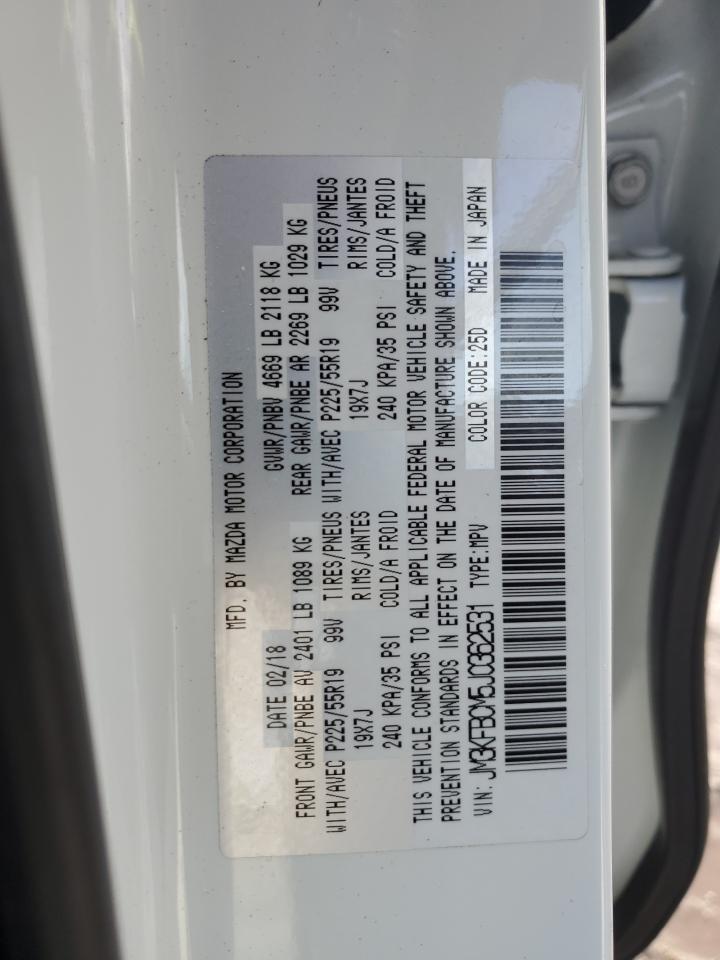 MFD. BY MAZDA MOTOR CORPORATION
DATE 02/18 GVWR/PNBV 4669 LB 2118 KG
FRONT GAWR/PNBE AV 2401 LB 1089 KG REAR GAWR/PNBE AR 2269 LB 1029 KG
WITH/AVEC P225/55R19 99V TIRES/PNEUS WITH/AVEC P225/55R19 99V TIRES/PNEUS
19X7J RIMS/JANTES 19X7J RIMS/JANTES
240 KPA/35 PSI COLD/A FROID 240 KPA/35 PSI COLD/A FROID
THIS VEHICLE CONFORMS TO ALL APPLICABLE FEDERAL MOTOR VEHICLE SAFETY AND THEFT
PREVENTION STANDARDS IN EFFECT ON THE DATE OF MANUFACTURE SHOWN ABOVE.
VIN: JM3KFBCM5J0362531 TYPE:MPV COLOR CODE:25D MADE IN JAPAN